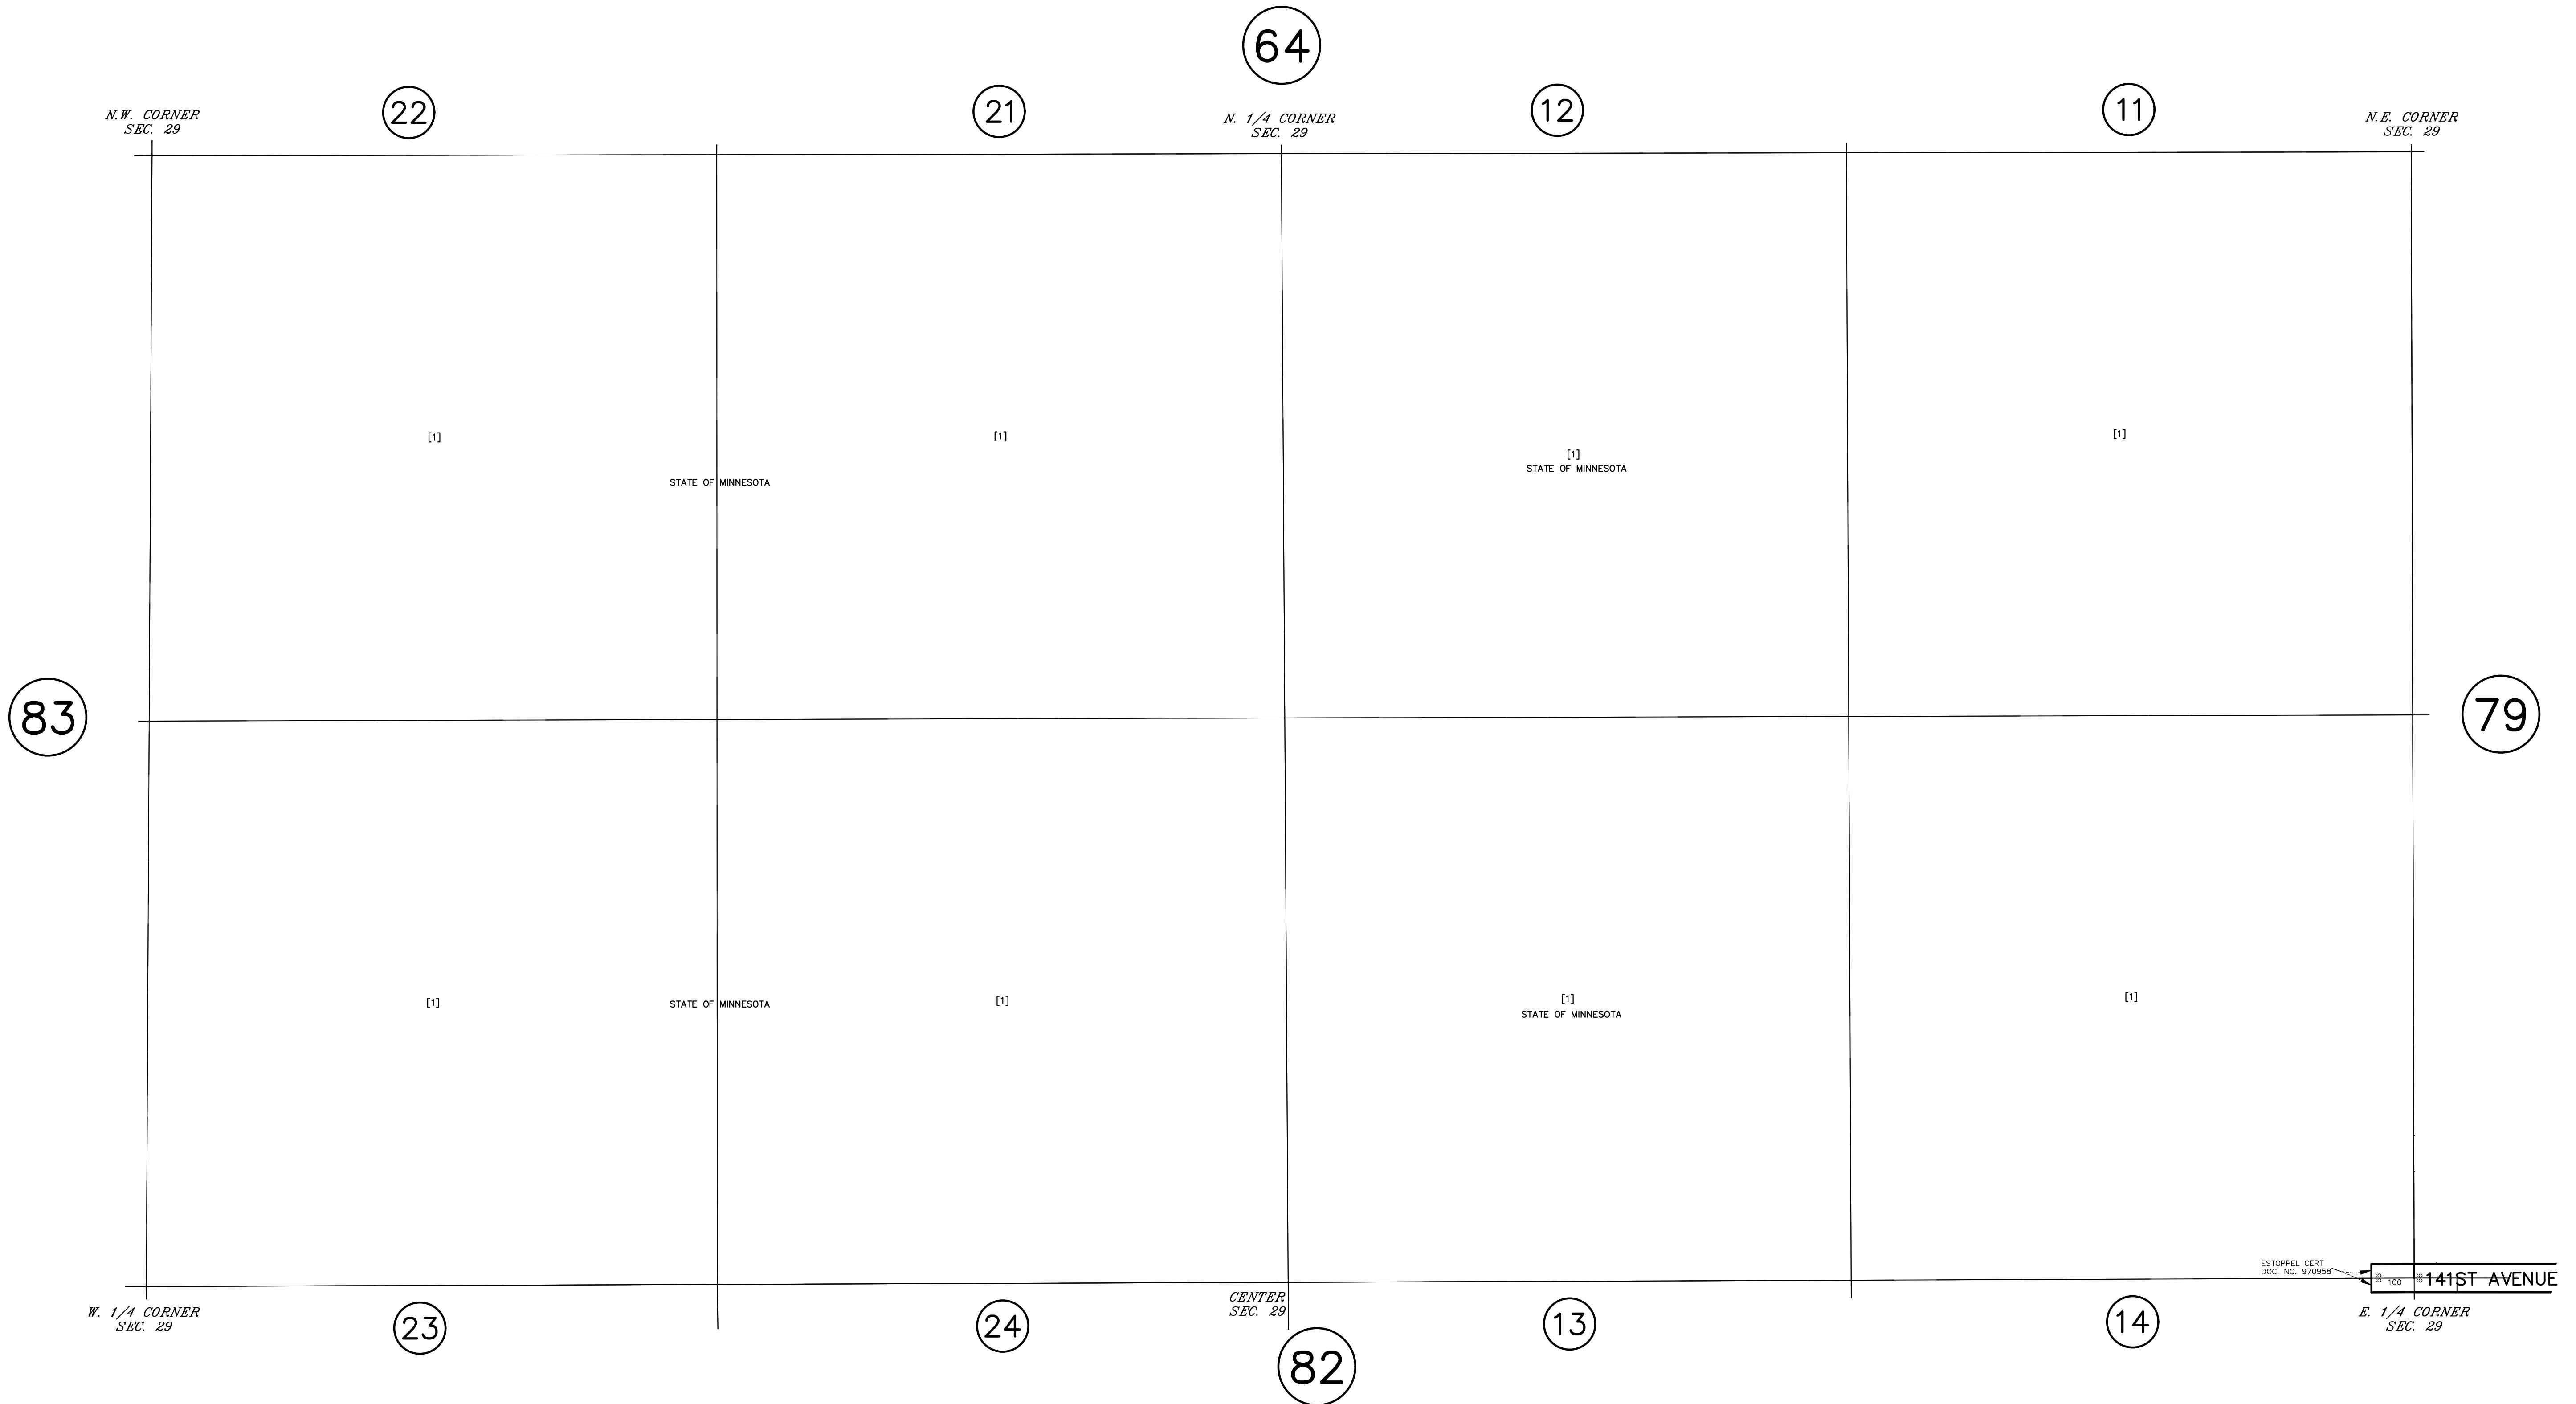 64
22
21
12
11
N.W. CORNER
SEC. 29
N. 1/4 CORNER
SEC. 29
N.E. CORNER
SEC. 29
[1]
[1]
[1]
[1]
STATE OF MINNESOTA
STATE OF MINNESOTA
83
79
[1]
[1]
[1]
[1]
STATE OF MINNESOTA
STATE OF MINNESOTA
ESTOPPEL CERT
DOC. NO. 970958
66
100
66
141ST AVENUE
W. 1/4 CORNER
SEC. 29
CENTER
SEC. 29
E. 1/4 CORNER
SEC. 29
23
24
13
14
82